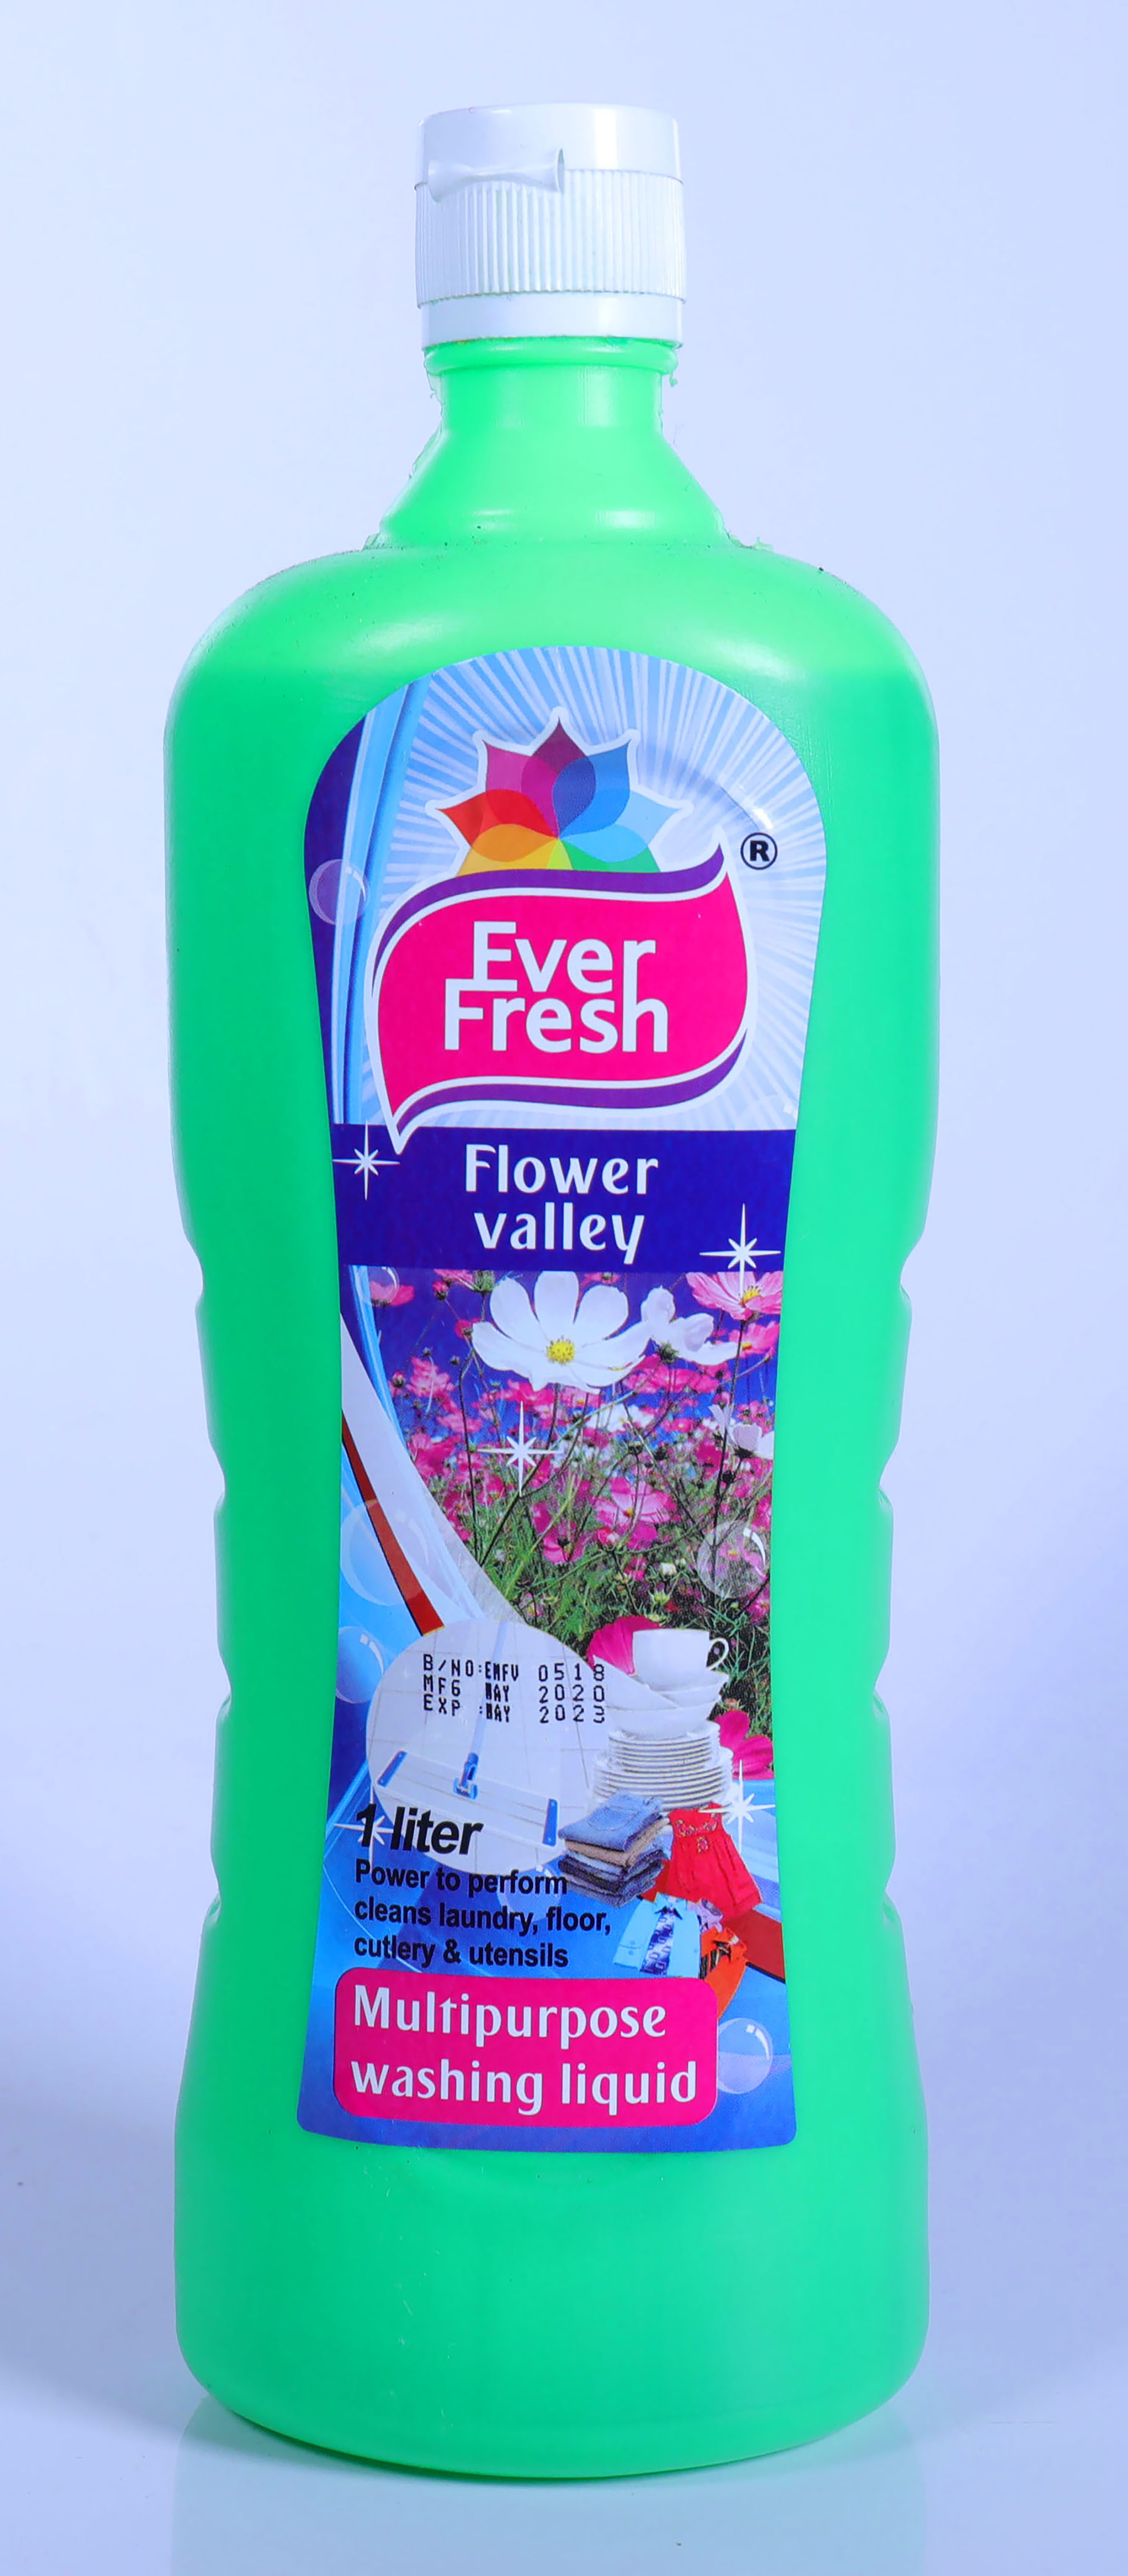 ®
Ever
Fresh
Flower
valley
B/NO:EMFV 0518
MFG MAY 2020
EXP :MAY 2023
1 liter
Power to perform
cleans laundry, floor,
cutlery & utensils
Multipurpose
washing liquid